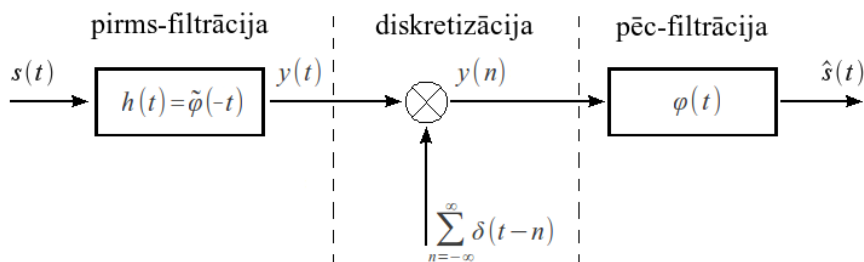 pirms-filtrācija
diskretizācija
pēc-filtrācija
s(t)
h(t)=φ̃(−t)
y(t)
y(n)
φ(t)
ŝ(t)
∞
∑ δ(t−n)
n=−∞